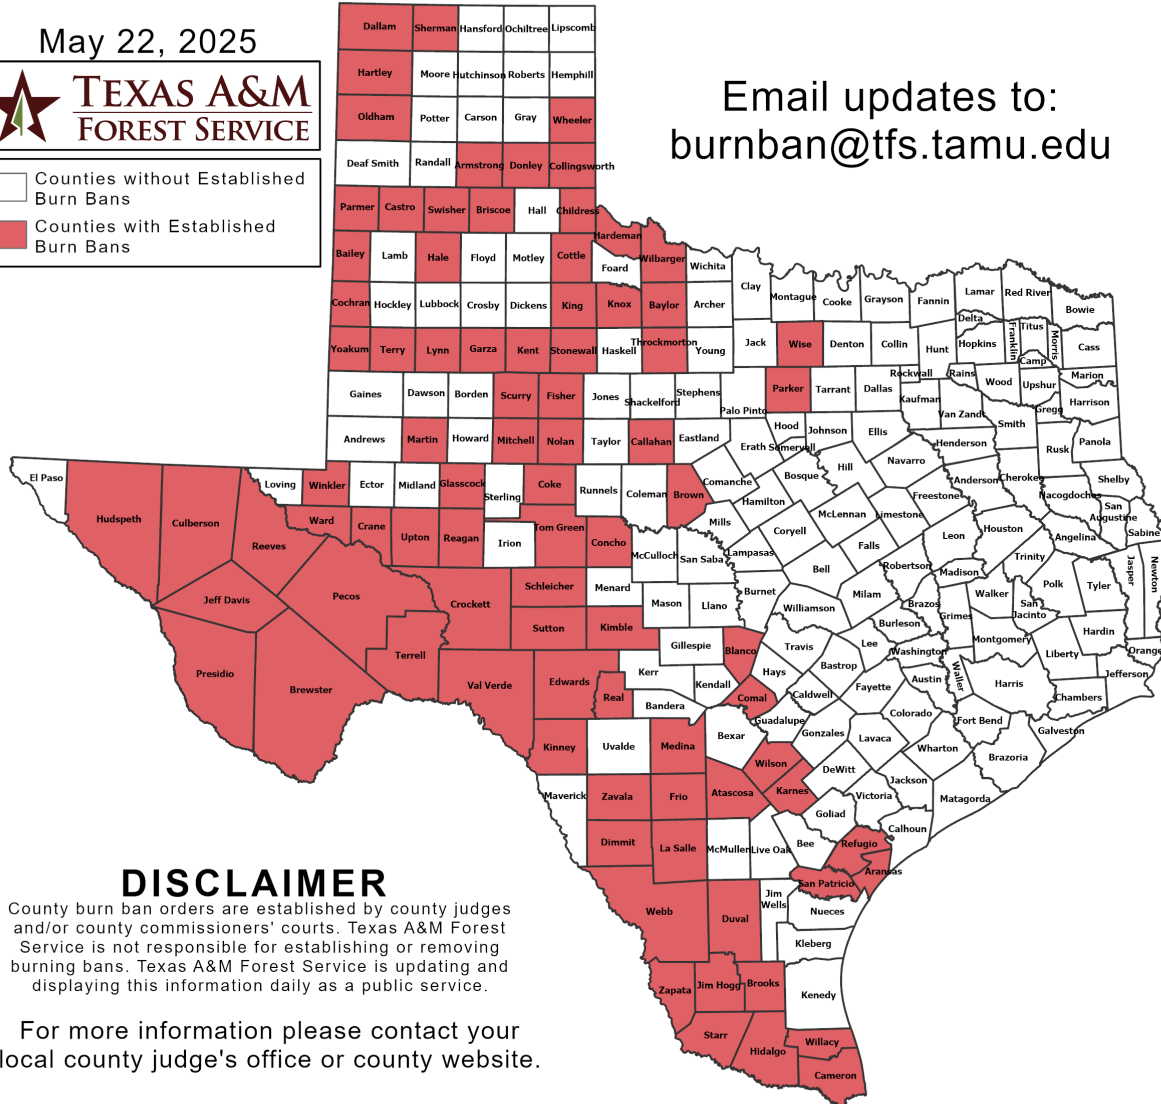 May 22, 2025
TEXAS A&M
FOREST SERVICE
Counties without Established
Burn Bans
Counties with Established
Burn Bans
Email updates to:
burnban@tfs.tamu.edu
Dallam Sherman Hansford Ochiltree Lipscomb
Hartley Moore Hutchinson Roberts Hemphill
Oldham Potter Carson Gray Wheeler
Deaf Smith Randall Armstrong Donley Collingsworth
Parmer Castro Swisher Briscoe Hall Childress
Hardeman
Bailey Lamb Hale Floyd Motley Cottle Foard Wilbarger Wichita
Cochran Hockley Lubbock Crosby Dickens King Knox Baylor Archer Clay Montague Cooke Grayson Fannin Lamar Red River Bowie
Delta Titus
Yoakum Terry Lynn Garza Kent Stonewall Haskell Throckmorton Young Jack Wise Denton Collin Hunt Hopkins Franklin Camp Morris Cass
Gaines Dawson Borden Scurry Fisher Jones Shackelford Stephens Palo Pinto Parker Tarrant Dallas Rockwall Kaufman Rains Wood Upshur Marion Harrison
Van Zandt Smith Gregg
Andrews Martin Howard Mitchell Nolan Taylor Callahan Eastland Erath Hood Somervell Johnson Ellis Henderson Rusk Panola
El Paso Loving Winkler Ector Midland Glasscock Sterling Coke Runnels Coleman Brown Comanche Hamilton Bosque Hill Navarro Freestone Anderson Cherokee Nacogdoches Shelby
San
Augustine
Sabine
Hudspeth Culberson Reeves Ward Crane Upton Reagan Irion Tom Green Concho McCulloch San Saba Mills Lampasas Coryell McLennan Limestone Falls Leon Houston Angelina Trinity
Jeff Davis Pecos Crockett Schleicher Menard Mason Llano Burnet Bell Milam Robertson Madison Walker Polk Tyler Jasper Newton
San
Jacinto
Terrell Sutton Kimble Gillespie Blanco Williamson Travis Lee Burleson Brazos Grimes Washington Montgomery Liberty Hardin Orange
Presidio Brewster Val Verde Edwards Real Kerr Kendall Bandera Comal Hays Caldwell Bastrop Fayette Austin Waller Harris Chambers Jefferson
Kinney Uvalde Medina Bexar Guadalupe Gonzales Lavaca Colorado Wharton Fort Bend Brazoria Galveston
Maverick Zavala Frio Atascosa Wilson Karnes DeWitt Victoria Jackson Matagorda
Dimmit La Salle McMullen Live Oak Bee Goliad Refugio Calhoun
Aransas
San Patricio
Webb Duval Jim
Wells Nueces
Kleberg
Zapata Jim Hogg Brooks Kenedy
Starr Hidalgo Willacy
Cameron
DISCLAIMER
County burn ban orders are established by county judges
and/or county commissioners' courts. Texas A&M Forest
Service is not responsible for establishing or removing
burning bans. Texas A&M Forest Service is updating and
displaying this information daily as a public service.
For more information please contact your
local county judge's office or county website.